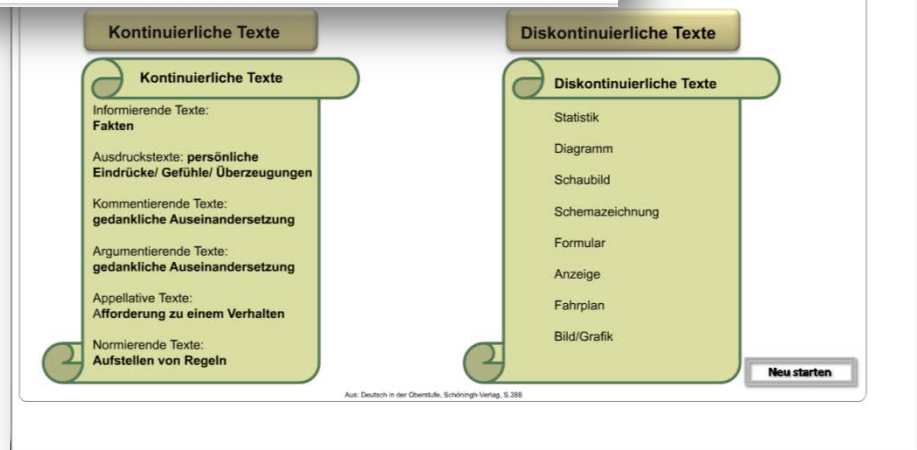 Kontinuierliche Texte
Kontinuierliche Texte
Informierende Texte:
Fakten
Ausdruckstexte: persönliche
Eindrücke/ Gefühle/ Überzeugungen
Kommentierende Texte:
gedankliche Auseinandersetzung
Argumentierende Texte:
gedankliche Auseinandersetzung
Appellative Texte:
Afforderung zu einem Verhalten
Normierende Texte:
Aufstellen von Regeln
Diskontinuierliche Texte
Diskontinuierliche Texte
Statistik
Diagramm
Schaubild
Schemazeichnung
Formular
Anzeige
Fahrplan
Bild/Grafik
Neu starten
Aus: Deutsch in der Oberstufe, Schöningh-Verlag, S.388